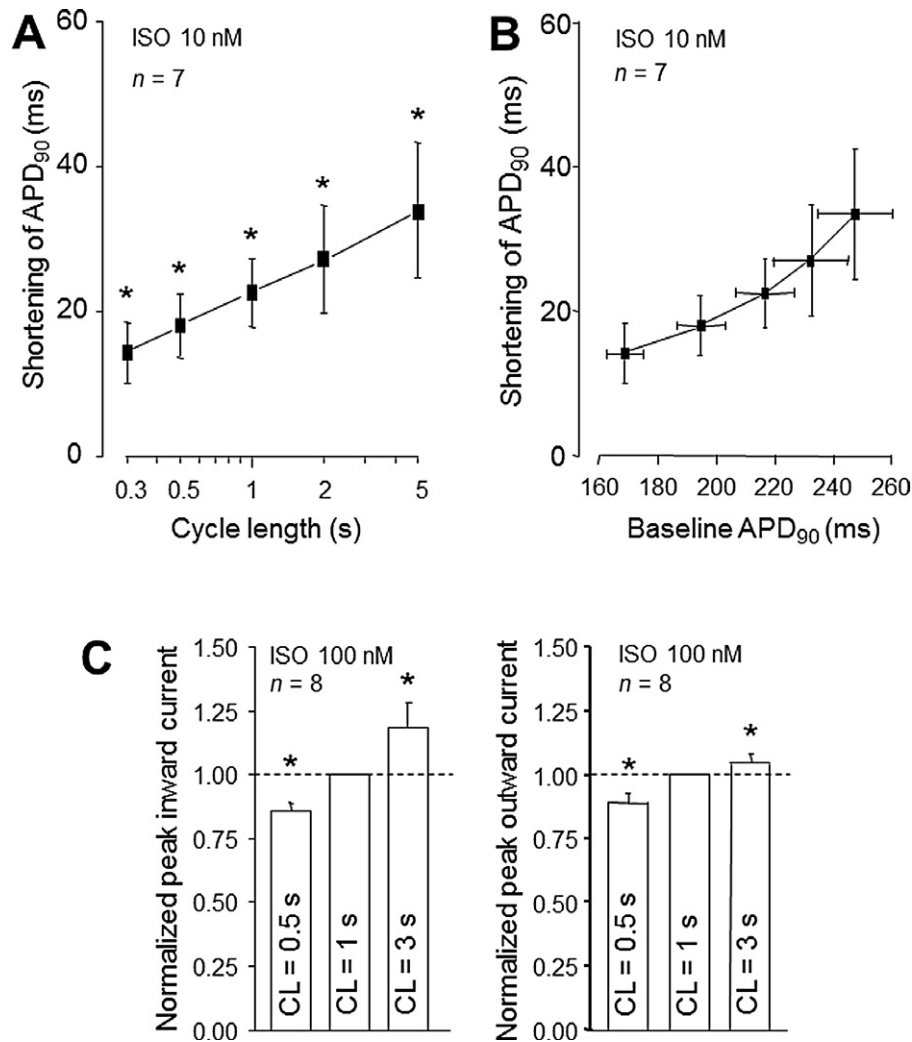 A
ISO 10 nM
n = 7
Shortening of APD90 (ms)
60
40
20
0
* * * * *
0.3 0.5 1 2 5
Cycle length (s)
B
ISO 10 nM
n = 7
Shortening of APD90 (ms)
60
40
20
0
160 180 200 220 240 260
Baseline APD90 (ms)
C
Normalized peak inward current
1.50
1.25
1.00
0.75
0.50
0.25
0.00
ISO 100 nM
n = 8
* *
CL = 0.5 s
CL = 1 s
CL = 3 s
Normalized peak outward current
1.50
1.25
1.00
0.75
0.50
0.25
0.00
ISO 100 nM
n = 8
* *
CL = 0.5 s
CL = 1 s
CL = 3 s